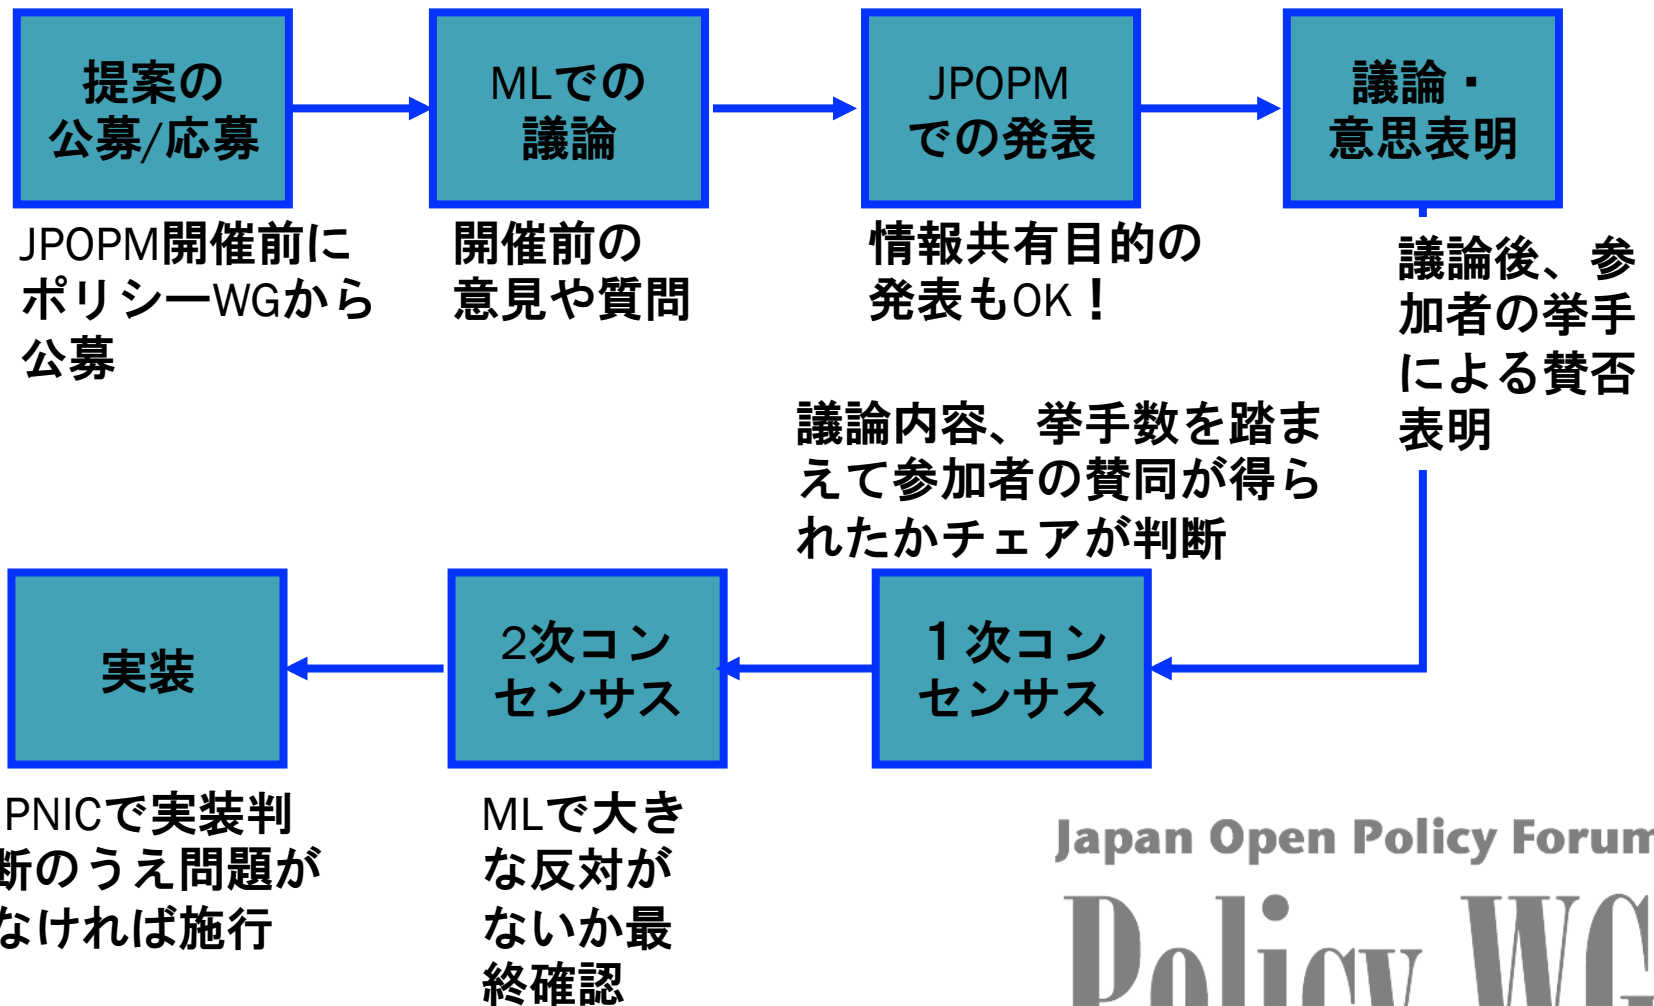 提案の
公募/応募
MLでの
議論
JPOPM
での発表
議論・
意思表明
JPOPM開催前に
ポリシーWGから
公募
開催前の
意見や質問
情報共有目的の
発表もOK！
議論後、参
加者の挙手
による賛否
表明
議論内容、挙手数を踏ま
えて参加者の賛同が得ら
れたかチェアが判断
１次コン
センサス
2次コン
センサス
実装
MLで大き
な反対が
ないか最
終確認
PNICで実装判
断のうえ問題が
なければ施行
Japan Open Policy Forum
Policy WG